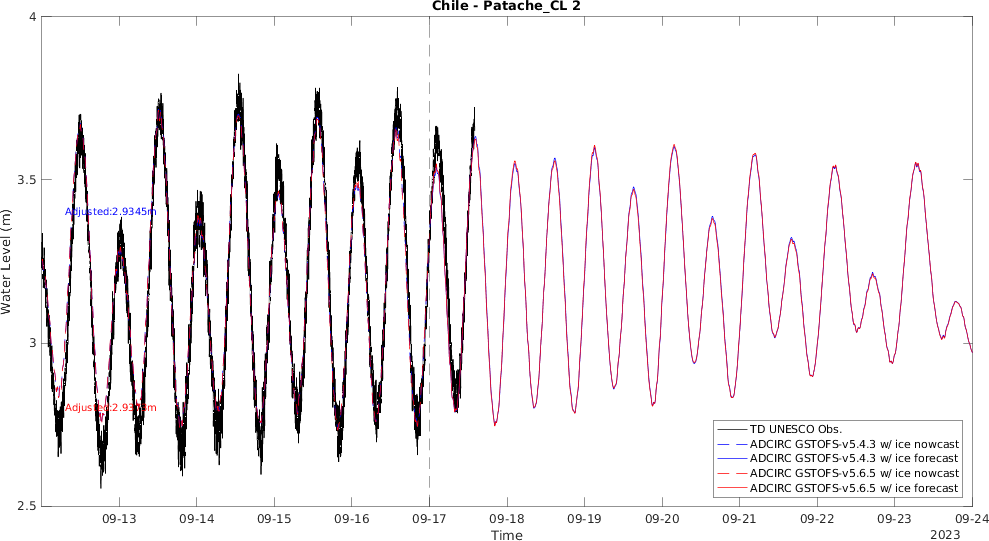 Chile - Patache_CL 2
4
3.5
3
2.5
Water Level (m)
Adjusted:2.9345m
09-13
09-14
09-15
09-16
09-17
09-18
09-19
09-20
09-21
09-22
09-23
09-24
Time
2023
TD UNESCO Obs.
ADCIRC GSTOFS-v5.4.3 w/ ice nowcast
ADCIRC GSTOFS-v5.4.3 w/ ice forecast
ADCIRC GSTOFS-v5.6.5 w/ ice nowcast
ADCIRC GSTOFS-v5.6.5 w/ ice forecast